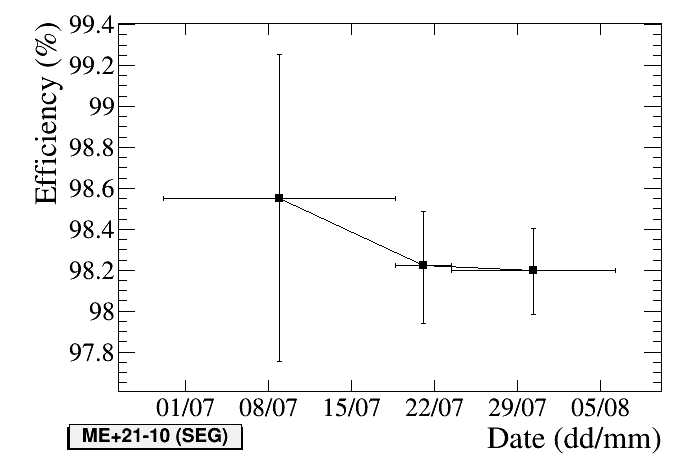 Efficiency (%)
99.4
99.2
99
98.8
98.6
98.4
98.2
98
97.8
01/07 08/07 15/07 22/07 29/07 05/08
Date (dd/mm)
ME+21-10 (SEG)